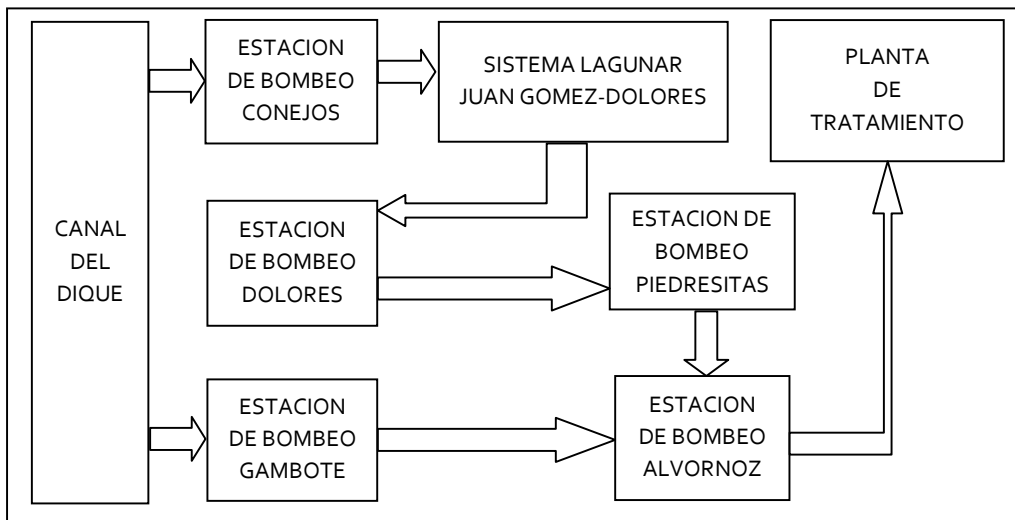 CANAL
DEL
DIQUE
ESTACION
DE BOMBEO
CONEJOS
SISTEMA LAGUNAR
JUAN GOMEZ-DOLORES
PLANTA
DE
TRATAMIENTO
ESTACION
DE BOMBEO
DOLORES
ESTACION DE
BOMBEO
PIEDRESITAS
ESTACION
DE BOMBEO
GAMBOTE
ESTACION
DE BOMBEO
ALVORNOZ